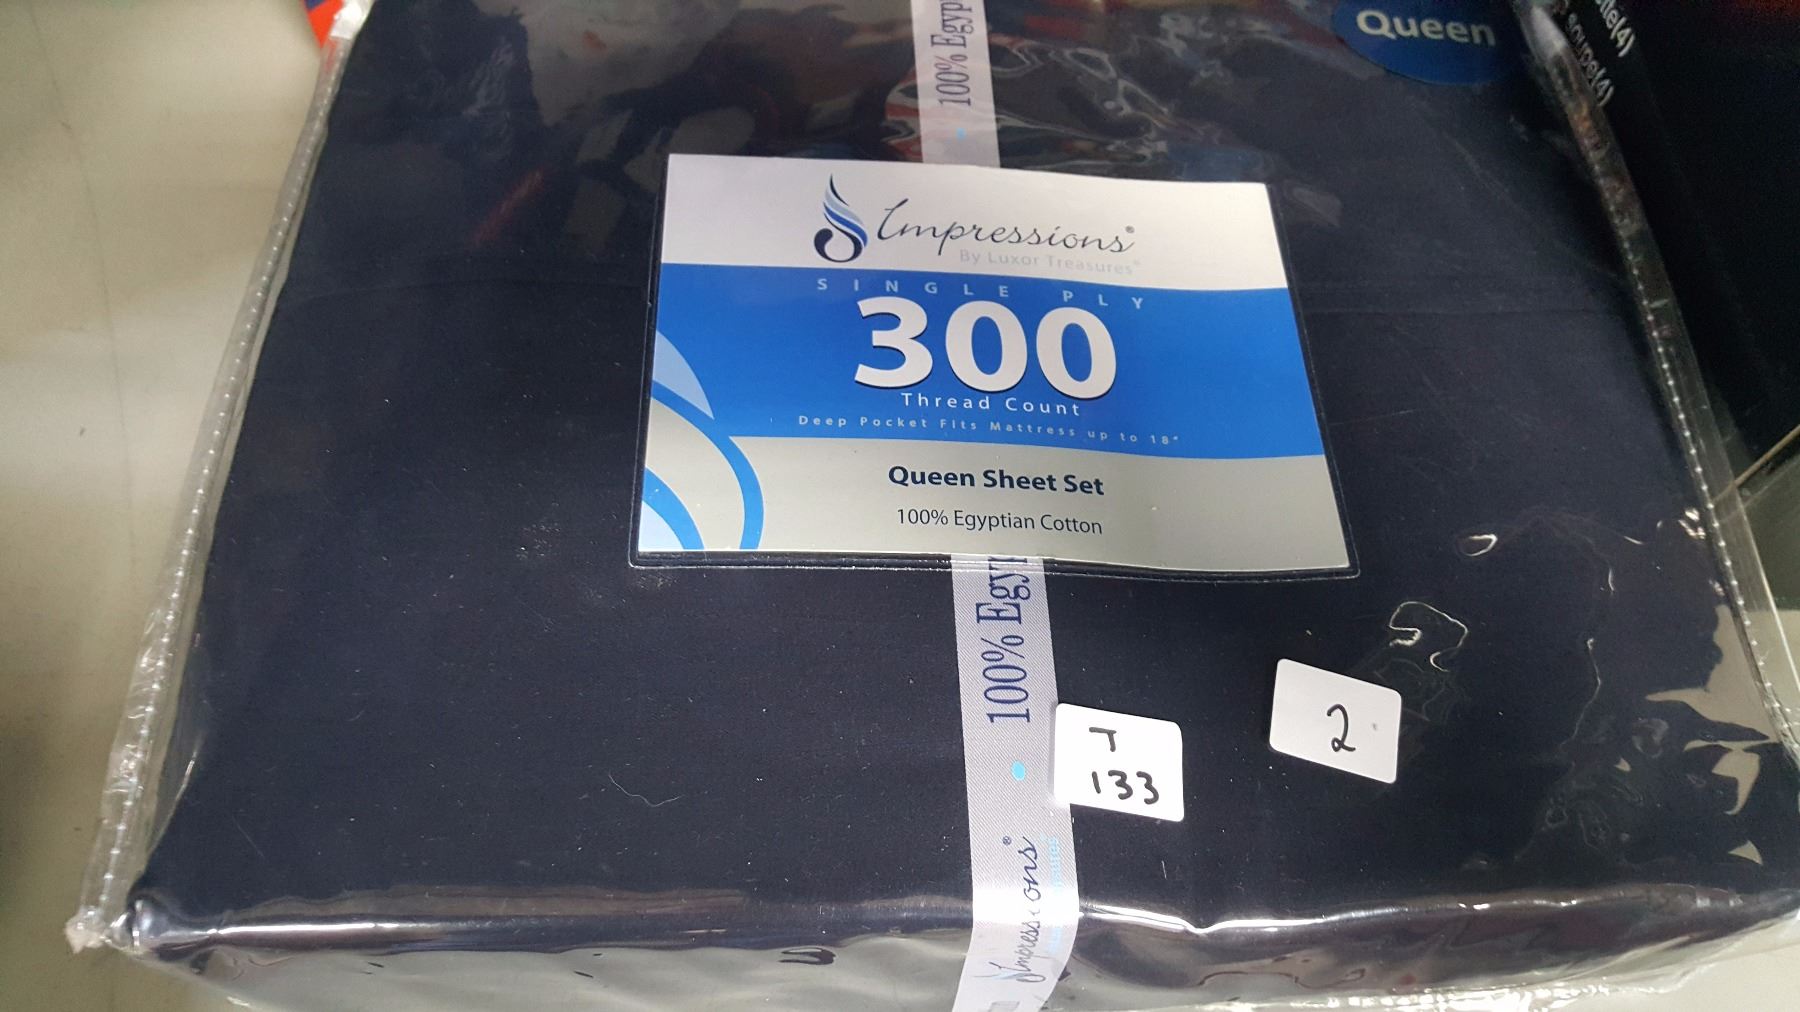 100% Egyp
Queen
Impressions®
By Luxor Treasures®
SINGLE PLY
300
Thread Count
Deep Pocket Fits Mattress up to 18"
Queen Sheet Set
100% Egyptian Cotton
100% Egyp
T
133
2
Impressions®